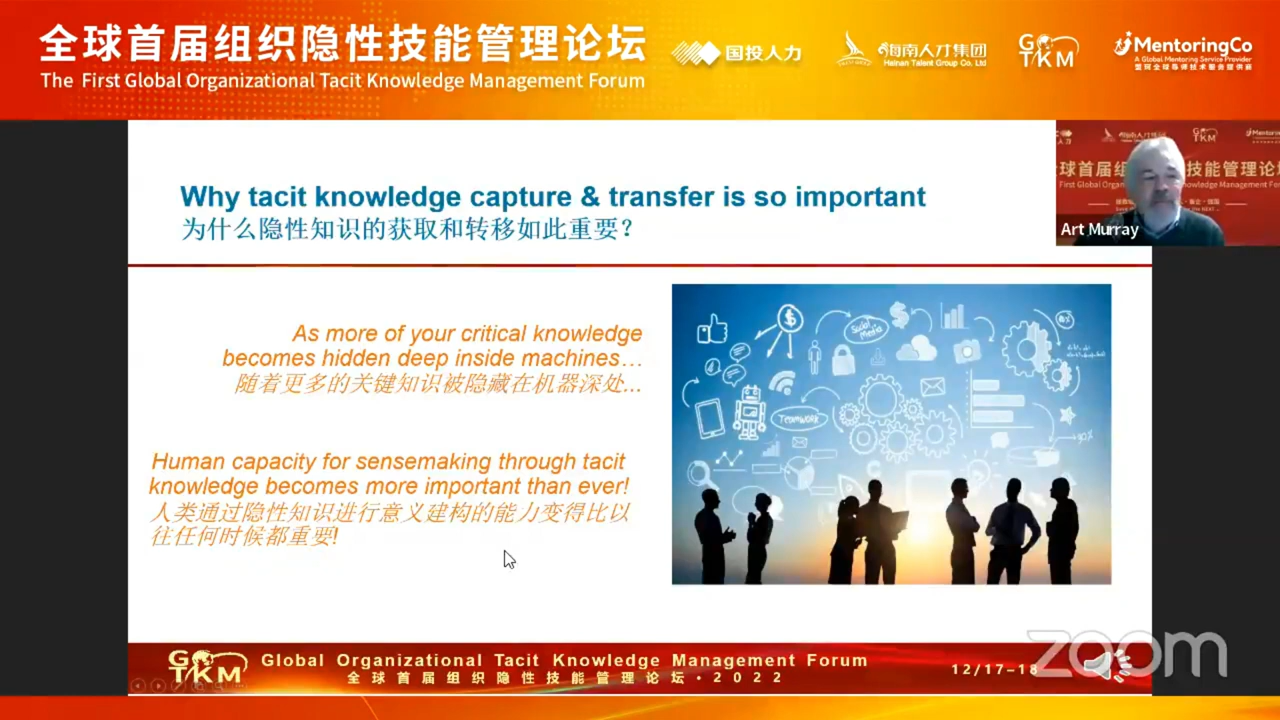 全球首届组织隐性技能管理论坛
The First Global Organizational Tacit Knowledge Management Forum
国投人力
海南人才集团
Hainan Talent Group Co., Ltd
GOTKM
MentoringCo
A Global Mentoring Service Provider
Why tacit knowledge capture & transfer is so important
为什么隐性知识的获取和转移如此重要?
Art Murray
As more of your critical knowledge
becomes hidden deep inside machines…
随着更多的关键知识被隐藏在机器深处...
Human capacity for sensemaking through tacit
knowledge becomes more important than ever!
人类通过隐性知识进行意义建构的能力变得比以
往任何时候都重要!
Social
Media
Teamwork
GOTKM
Global Organizational Tacit Knowledge Management Forum
全球首届组织隐性技能管理论坛·2022
12/17-18
zoom